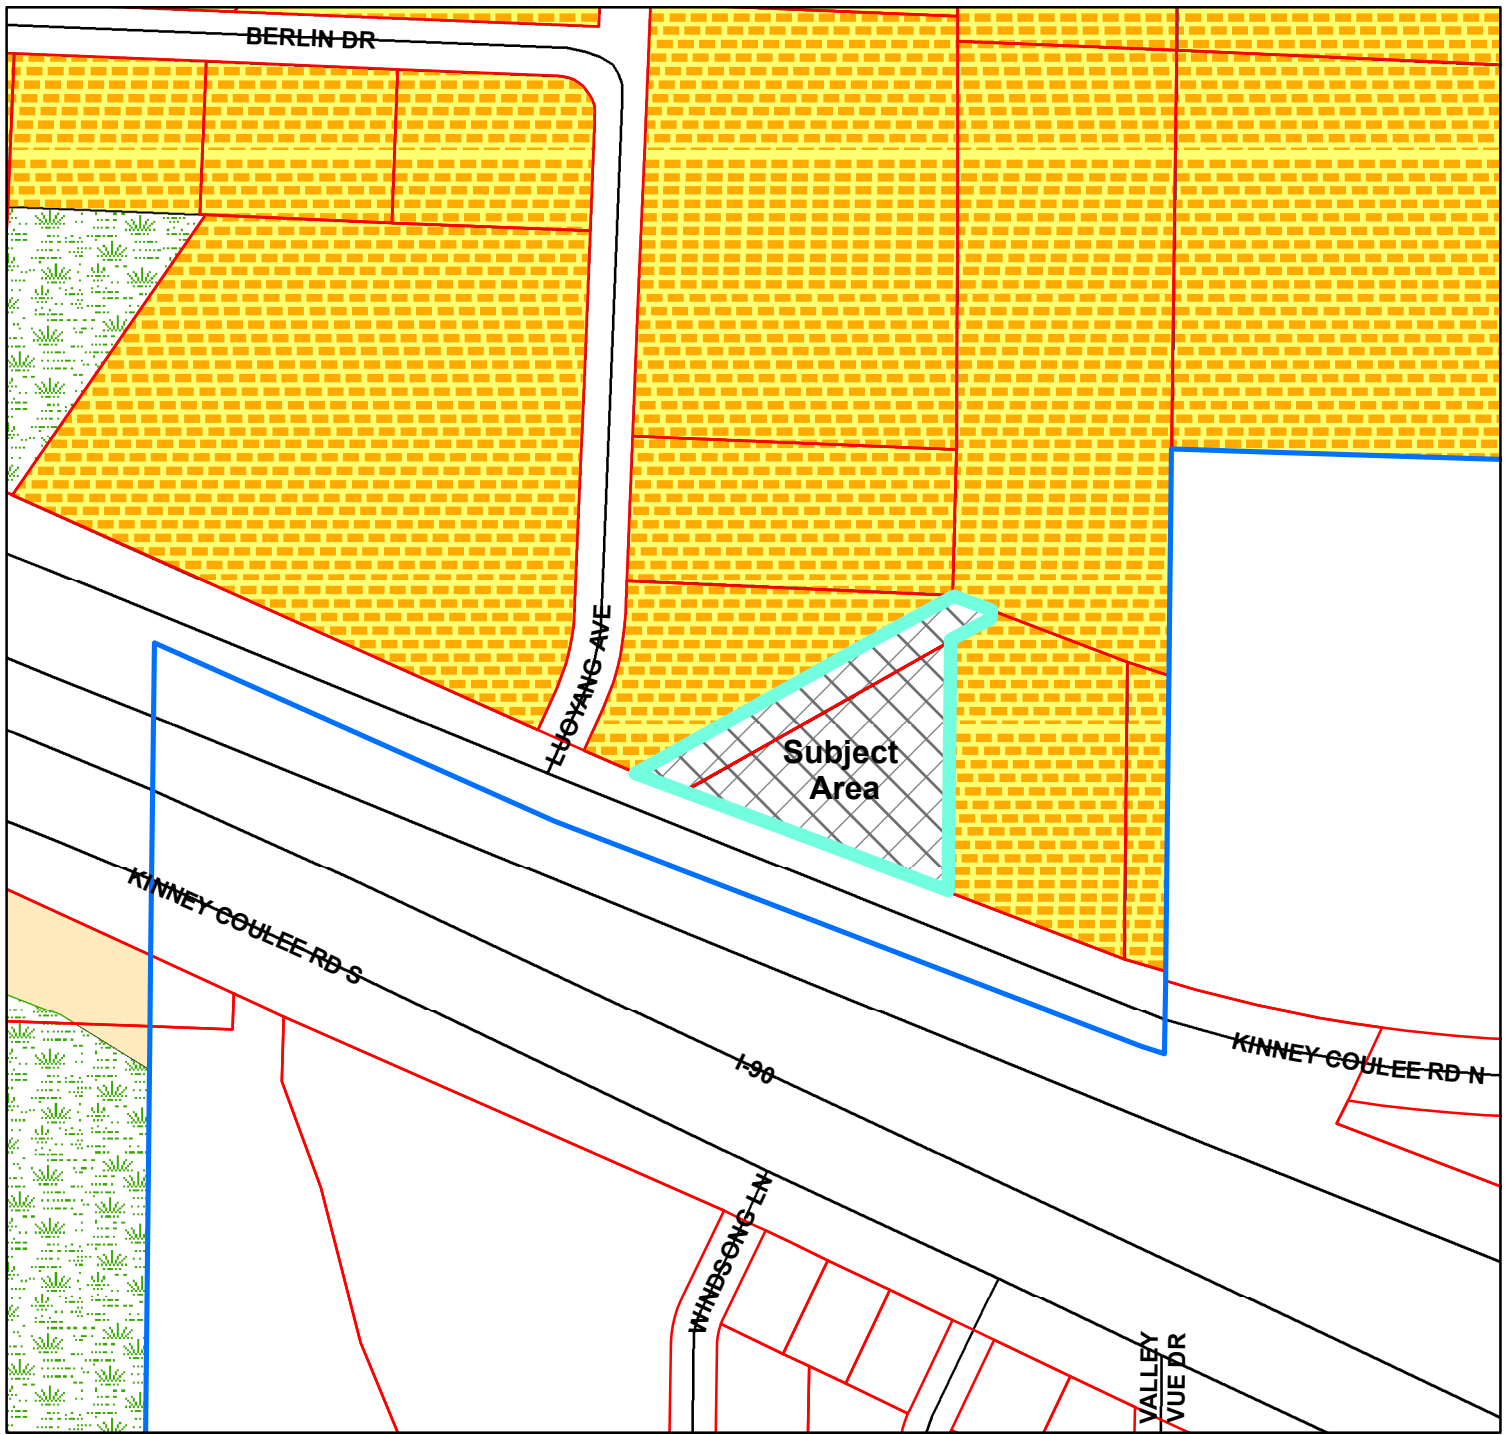 BERLIN DR
LUOYANG AVE
Subject
Area
KINNEY COULEE RD S
KINNEY COULEE RD N
I-90
WINDSONG LN
VALLEY
VUE DR